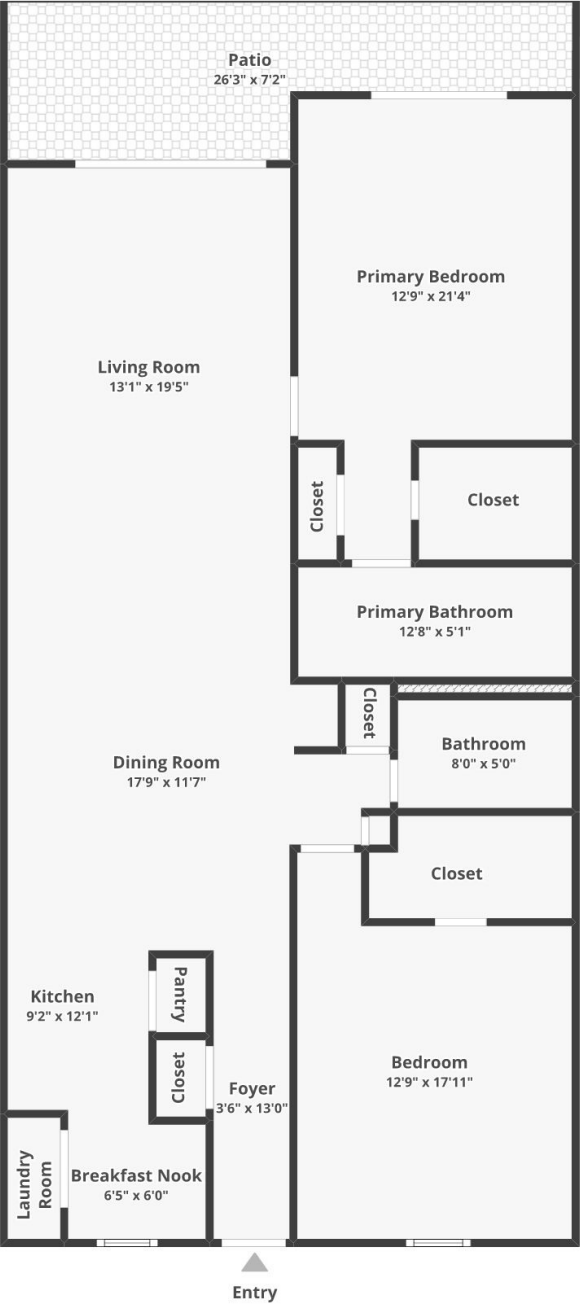 Patio
26'3" x 7'2"
Primary Bedroom
12'9" x 21'4"
Living Room
13'1" x 19'5"
Closet
Closet
Primary Bathroom
12'8" x 5'1"
Closet
Bathroom
8'0" x 5'0"
Dining Room
17'9" x 11'7"
Closet
Pantry
Kitchen
9'2" x 12'1"
Closet
Foyer
3'6" x 13'0"
Bedroom
12'9" x 17'11"
Laundry
Room
Breakfast Nook
6'5" x 6'0"
Entry